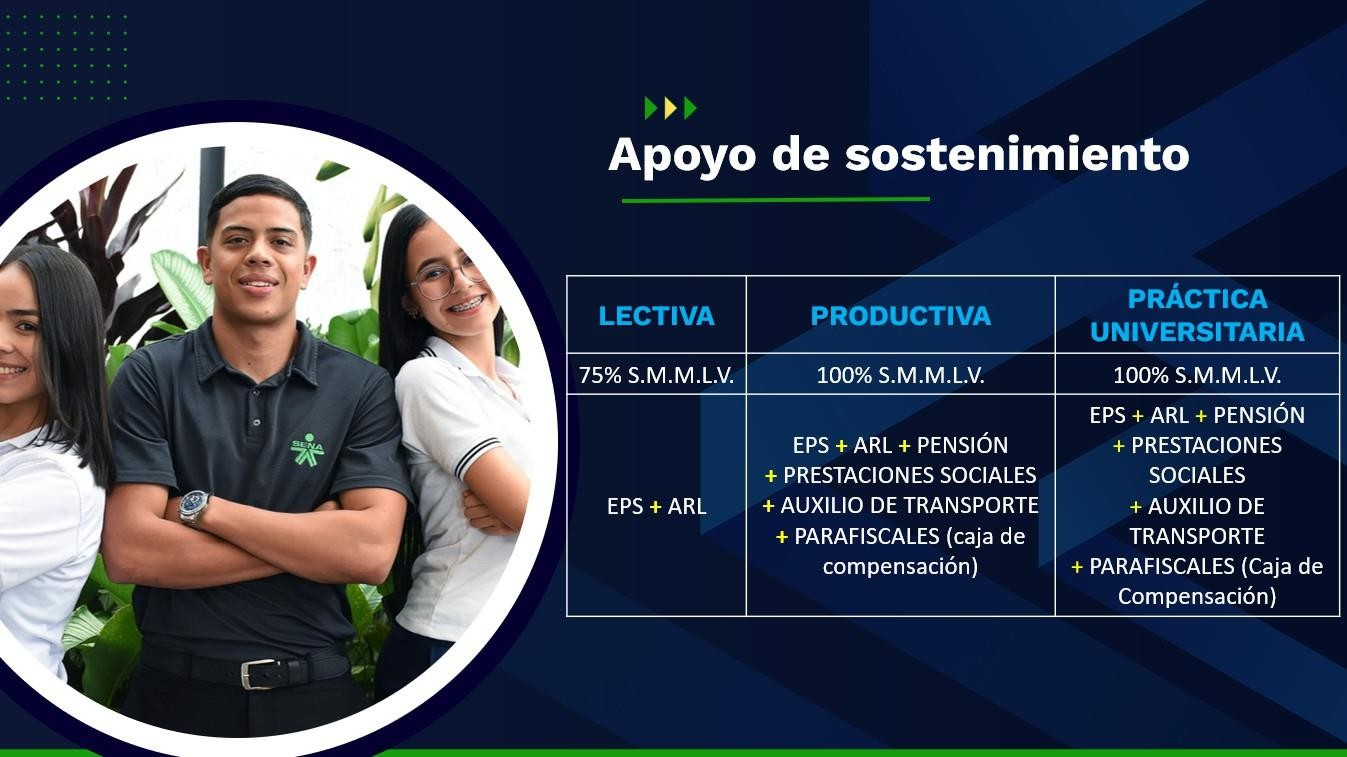 Apoyo de sostenimiento
LECTIVA
PRODUCTIVA
PRÁCTICA
UNIVERSITARIA
75% S.M.M.L.V.
100% S.M.M.L.V.
100% S.M.M.L.V.
EPS + ARL
EPS + ARL + PENSIÓN
+ PRESTACIONES SOCIALES
+ AUXILIO DE TRANSPORTE
+ PARAFISCALES (caja de
compensación)
EPS + ARL + PENSIÓN
+ PRESTACIONES
SOCIALES
+ AUXILIO DE
TRANSPORTE
+ PARAFISCALES (Caja de
Compensación)
SENA